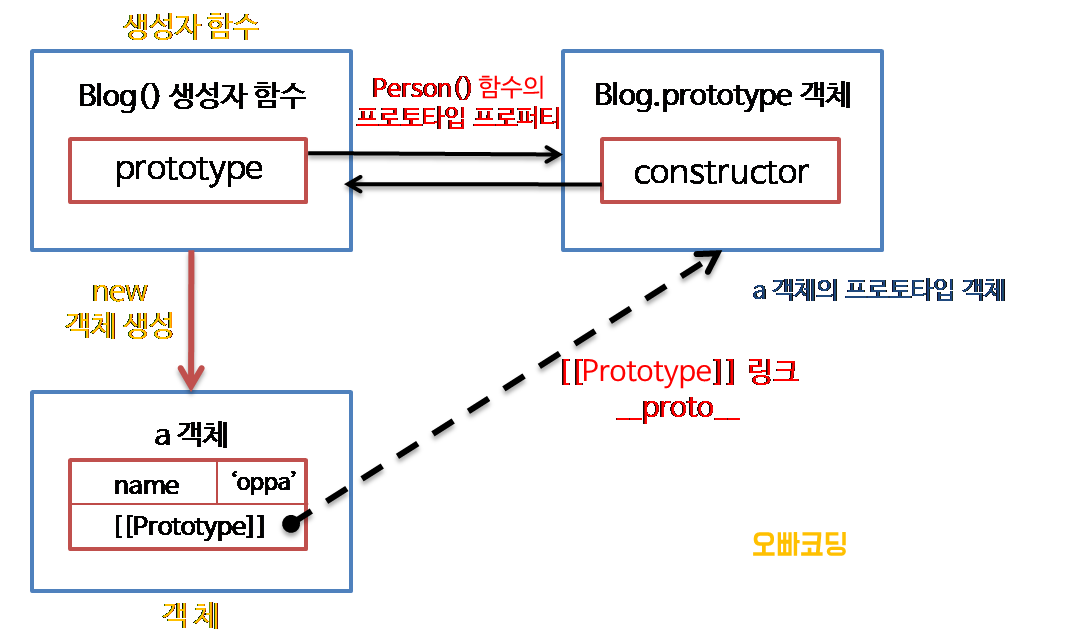 생성자 함수
Blog() 생성자 함수
prototype
Person() 함수의
프로토타입 프로퍼티
Blog.prototype 객체
constructor
new
객체 생성
a 객체의 프로토타입 객체
[[Prototype]] 링크
__proto__
a 객체
name
‘oppa’
[[Prototype]]
객 체
오빠코딩